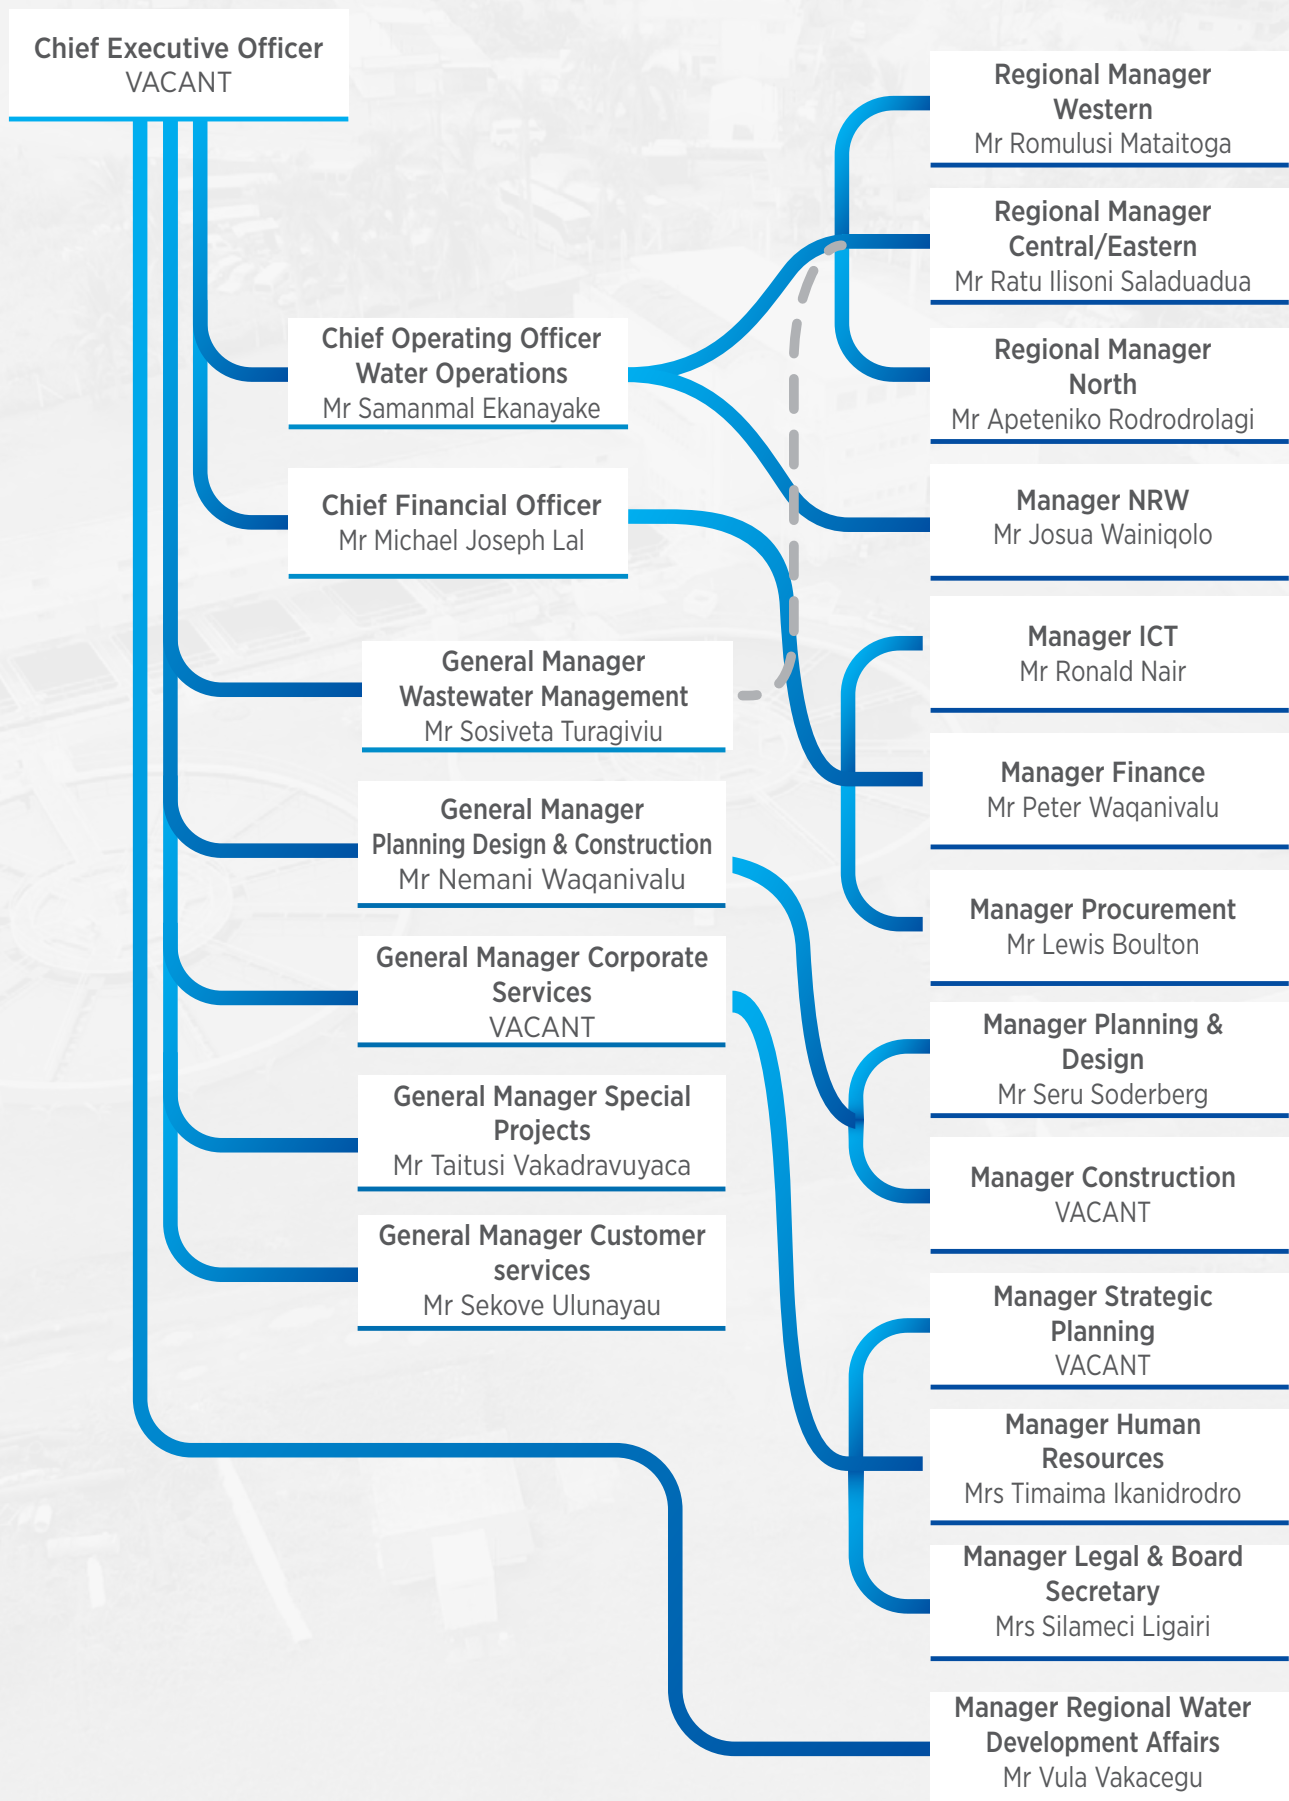 Chief Executive Officer
VACANT
Chief Operating Officer
Water Operations
Mr Samanmal Ekanayake
Chief Financial Officer
Mr Michael Joseph Lal
General Manager
Wastewater Management
Mr Sosiveta Turagiviu
General Manager
Planning Design & Construction
Mr Nemani Waqanivalu
General Manager Corporate
Services
VACANT
General Manager Special
Projects
Mr Taitusi Vakadravuyaca
General Manager Customer
services
Mr Sekove Ulunayau
Regional Manager
Western
Mr Romulusi Mataitoga
Regional Manager
Central/Eastern
Mr Ratu Ilisoni Saladuadua
Regional Manager
North
Mr Apeteniko Rodrodrolagi
Manager NRW
Mr Josua Wainiqolo
Manager ICT
Mr Ronald Nair
Manager Finance
Mr Peter Waqanivalu
Manager Procurement
Mr Lewis Boulton
Manager Planning &
Design
Mr Seru Soderberg
Manager Construction
VACANT
Manager Strategic
Planning
VACANT
Manager Human
Resources
Mrs Timaima Ikanidrodro
Manager Legal & Board
Secretary
Mrs Silameci Ligairi
Manager Regional Water
Development Affairs
Mr Vula Vakacegu